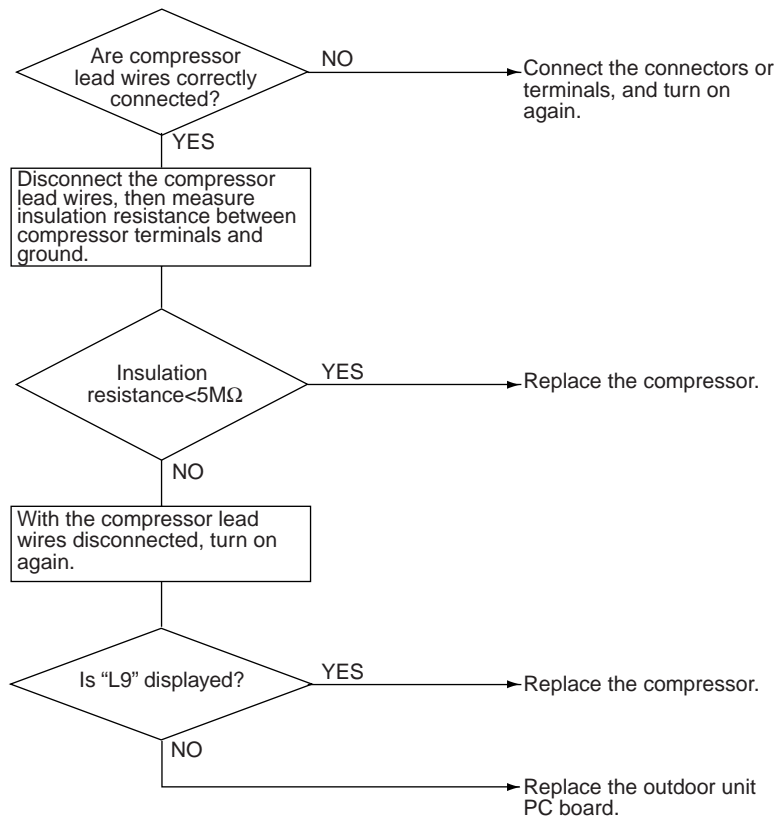 Are compressor
lead wires correctly
connected?
NO
Connect the connectors or
terminals, and turn on
again.
YES
Disconnect the compressor
lead wires, then measure
insulation resistance between
compressor terminals and
ground.
Insulation
resistance<5MΩ
YES
Replace the compressor.
NO
With the compressor lead
wires disconnected, turn on
again.
Is “L9” displayed?
YES
Replace the compressor.
NO
Replace the outdoor unit
PC board.